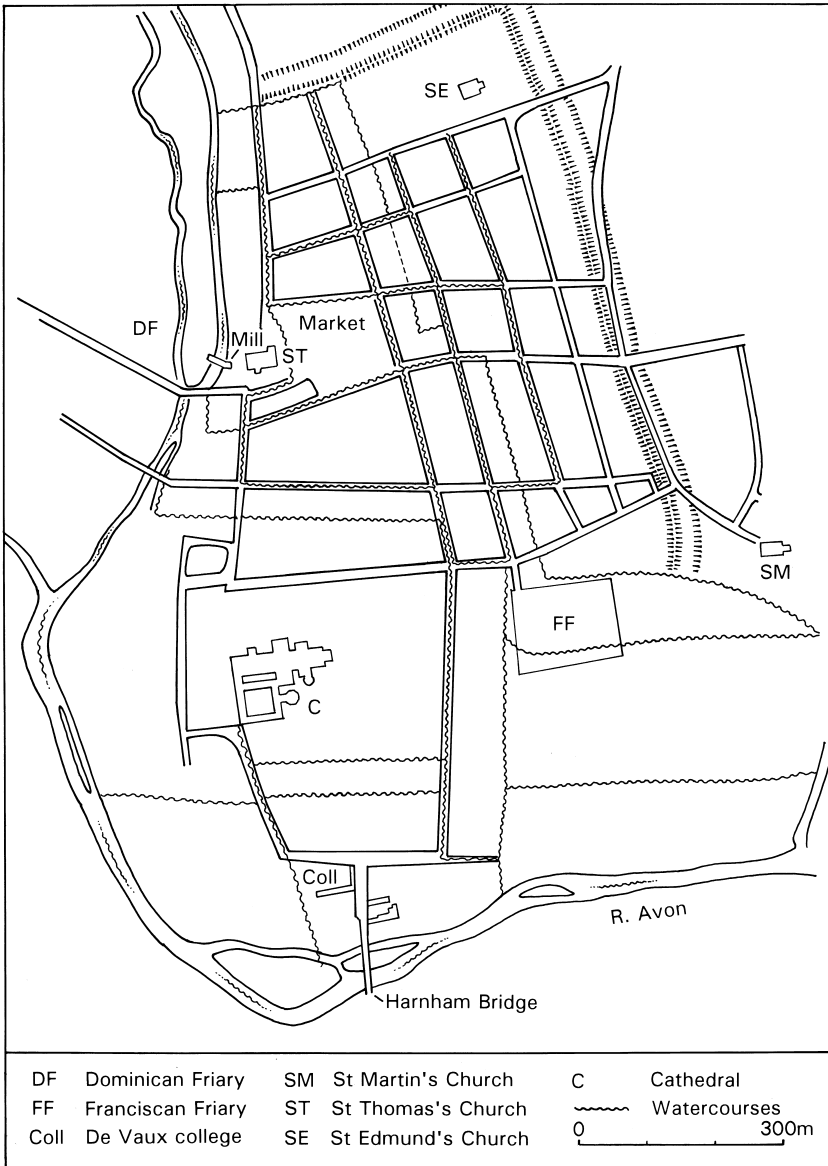 SE
DF
Mill
Market
ST
SM
FF
C
Coll
R. Avon
Harnham Bridge
DF Dominican Friary SM St Martin's Church C Cathedral
FF Franciscan Friary ST St Thomas's Church Watercourses
Coll De Vaux college SE St Edmund's Church 0 300m